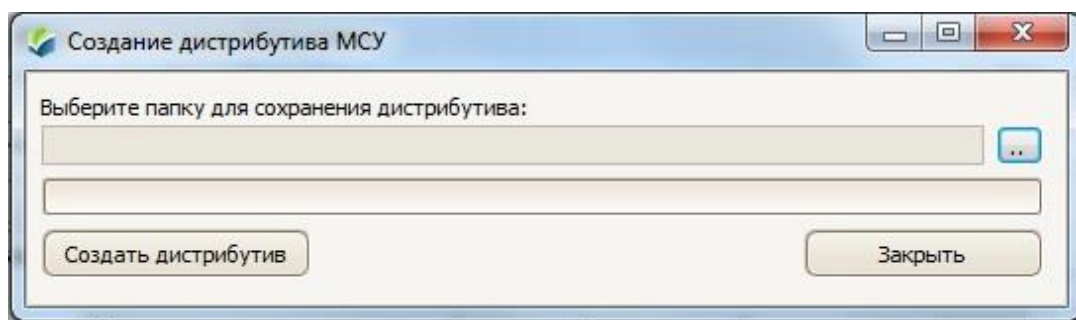 Создание дистрибутива МСУ
Выберите папку для сохранения дистрибутива:
..
Создать дистрибутив
Закрыть